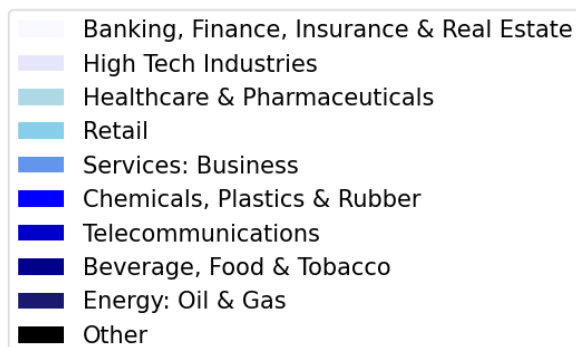 Banking, Finance, Insurance & Real Estate
High Tech Industries
Healthcare & Pharmaceuticals
Retail
Services: Business
Chemicals, Plastics & Rubber
Telecommunications
Beverage, Food & Tobacco
Energy: Oil & Gas
Other